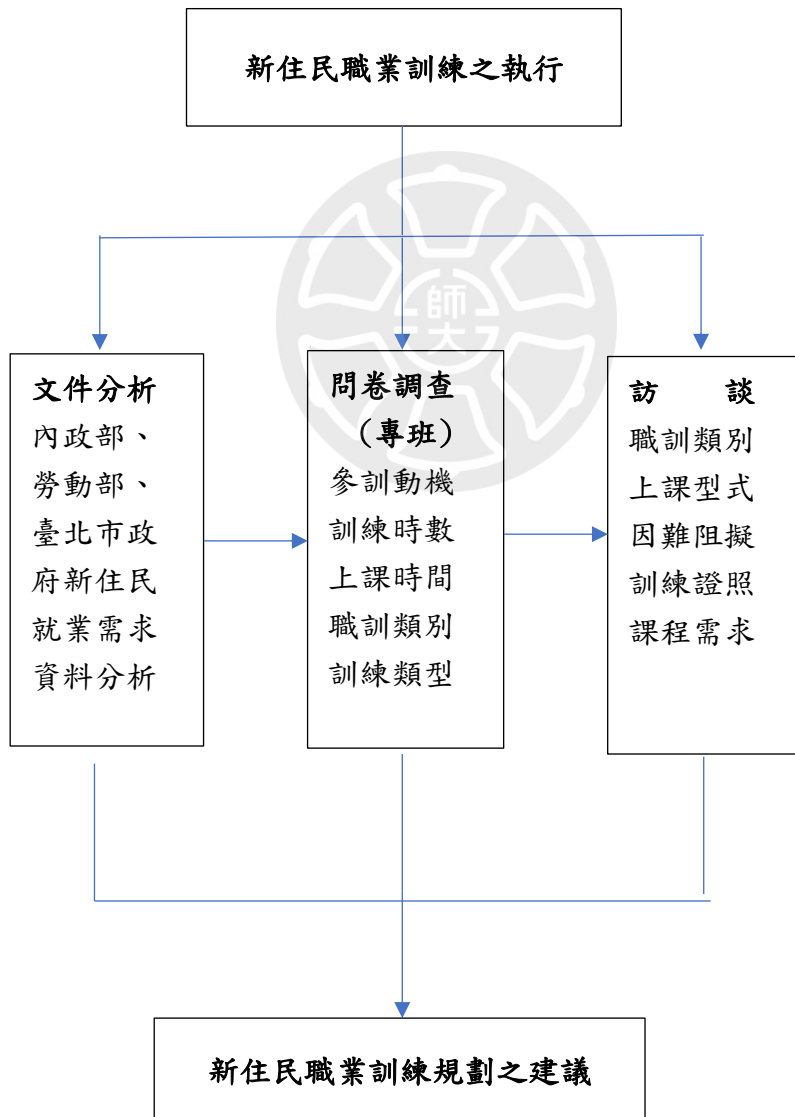 新住民職業訓練之執行
師大
文件分析
內政部、
勞動部、
臺北市政
府新住民
就業需求
資料分析
問卷調查
（專班）
參訓動機
訓練時數
上課時間
職訓類別
訓練類型
訪　　談
職訓類別
上課型式
因難阻擬
訓練證照
課程需求
新住民職業訓練規劃之建議